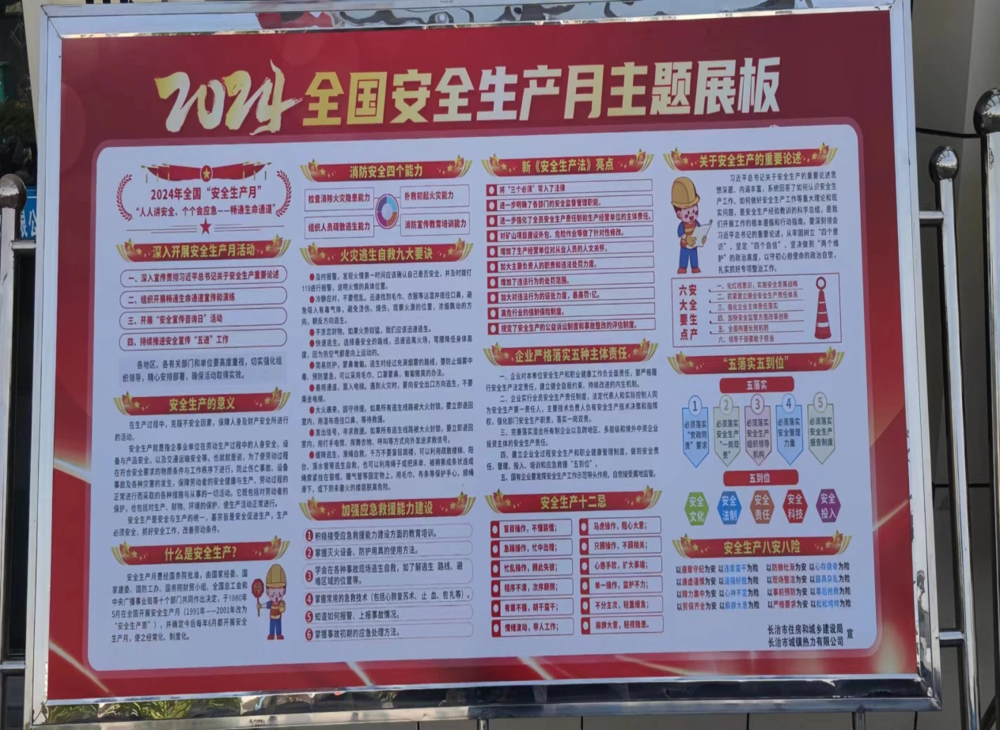 2024全国安全生产月主题展板
2024年全国“安全生产月”
“人人讲安全、个个会应急——畅通生命通道”
深入开展安全生产月活动
一、深入宣传贯彻习近平总书记关于安全生产重要论述
二、组织开展畅通生命通道宣传和演练
三、开展“安全宣传咨询日”活动
四、持续推进安全宣传“五进”工作
各地区、各有关部门和单位要高度重视，切实强化组
织领导，精心安排部署，确保活动取得实效。
安全生产的意义
在生产过程中，克服不安全因素，保障人身及财产安全所进行
的活动。
安全生产就是指企事业单位在劳动生产过程中的人身安全、设
备与产品安全，以及交通运输安全等。也就就是说，为了使劳动过程
在符合安全要求的物质条件与工作秩序下进行，防止伤亡事故、设备
事故及各种灾害的发生，保障劳动者的安全健康与生产、劳动过程的
正常进行而采取的各种措施与从事的一切活动。它既包括对劳动者的
保护，也包括对生产、财物、环境的保护，使生产活动正常进行。
安全生产是安全与生产的统一，其宗旨是安全促进生产，生产
必须安全，抓好安全工作，改善劳动条件。
什么是安全生产？
安全生产月是经国务院批准，由国家经委、国
家建委、国防工办、国务院财贸小组、全国总工会和
中央广播事业局等十个部门共同作出决定，于1980年
5月在全国开展安全生产月（1991年——2001年改为
“安全生产周”），并确定今后每年6月都开展安全
生产月，使之经常化、制度化。
消防安全四个能力
检查消除火灾隐患能力
扑救初起火灾能力
组织人员疏散逃生能力
消防宣传教育培训能力
火灾逃生自救九大要诀
●及时报警。发现火情第一时间应该确认自己是否安全，并及时拨打
119进行报警，说明火情的具体位置。
●冷静应对，不要慌乱。迅速找到毛巾、衣服等沾湿并捂住口鼻，避
免吸入有毒气体，避免烫伤、烧伤，观察火源的位置，浓烟飘动的方
向，朝反方向逃生。
●不贪恋财物。如果火势较猛，我们应该迅速逃生。
●快速逃生。选择最安全的路线，迅速逃离火场，弯腰降低身体高
度，因为热空气都是向上运动的。
●简易防护，蒙鼻匍匐。逃生时经过充满烟雾的路线，要防止烟雾中
毒、预防窒息，可以采用毛巾、口罩蒙鼻，匍匐撤离的办法。
●善用通道，莫入电梯。遇到火灾时，要向安全出口方向逃生，不要
乘坐电梯。
●大火袭来，固守待援。如果所有逃生线路被大火封锁，要立即退回
室内，用湿布捂住口鼻，等待救援。
●发出信号，寻求救援。如果所有逃生线路被大火封锁，要立即退回
室内，用打手电筒、挥舞衣物、呼叫等方式向外发送求救信号。
●缓降逃生，滑绳自救。千万不要盲目跳楼，可以利用疏散楼梯、阳
台、落水管等逃生自救，也可以利用绳子或把床单、被褥撕成条状连成
绳索紧拴在窗框、暖气管等固定物上，用毛巾、布条等保护手心，顺绳
滑下，或下到未着火的楼层脱离危险。
加强应急救援能力建设
1 积极接受应急救援能力建设方面的教育培训。
2 掌握灭火设备、防护用具的使用方法。
3 学会在各种事故现场逃生自救，如了解逃生 路线、避
难区域的位置等。
4 掌握常用的急救技术（包括心肺复苏术、止 血、包扎等）。
5 知道如何报警、上报事故情况。
6 掌握事故初期的应急处理方法。
新《安全生产法》亮点
将“三个必须”写入了法律
进一步明确了各部门的安全监督管理职能。
进一步强化了全员安全生产责任制和生产经营单位的主体责任。
对矿山项目建设外包、危险作业等做了针对性修改。
增加了生产经营单位对从业人员的人文关怀。
加大主要负责人的职责和违法处罚力度。
增加了违法行为的处罚范围。
加大对违法行为的惩处力度，最高罚1亿。
高危行业的强制保险制度。
规定了安全生产的公益诉讼制度和事故整改的评估制度。
企业严格落实五种主体责任
一、企业对本单位安全生产和职业健康工作负全面责任，要严格履
行安全生产法定责任，建立健全自我约束、持续改进的内生机制。
二、企业实行全员安全生产责任制度，法定代表人和实际控制人同
为安全生产第一责任人，主要技术负责人负有安全生产技术决策和指挥
权，强化部门安全生产职责，落实一岗双责。
三、完善落实混合所有制企业以及跨地区、多层级和境外中资企业
投资主体的安全生产责任。
四、建立企业全过程安全生产和职业健康管理制度，做到安全责
任、管理、投入、培训和应急救援“五到位”。
五、国有企业要发挥安全生产工作示范带头作用，自觉接受属地监管。
安全生产十二忌
盲目操作，不懂装懂；
马虎操作，粗心大意；
急躁操作，忙中出错；
只顾操作，不顾相关；
忙乱操作，顾此失彼；
心慈手软，扩大事端；
程序不清，次序颠倒；
单一操作，监护不力；
有章不循，胡干蛮干；
不分主次，轻重缓急；
情绪波动，带人工作；
麻痹大意，轻视隐患。
关于安全生产的重要论述
习近平总书记关于安全生产的重要论述思
想深邃、内涵丰富，系统回答了如何认识安全生
产工作、如何做好安全生产工作等重大理论和现
实问题，是安全生产经验教训的科学总结，是我
们开展工作的根本遵循和行动指南。要深刻领会
习近平总书记的重要论述，从牢固树立“四个意
识”、坚定“四个自信”、坚决做到“两个维
护”的政治高度，以守初心担使命的政治自觉，
扎实抓好专项整治工作。
六安
大全
要生
点产
一、化红线意识，实施安全发展战略
二、抓紧建立健全安全生产责任体系
三、强化企业主体责任落实
四、加快安全监管方面改革创新
五、全面构建长效机制
六、领导干部要敢于担当
“五落实五到位”
五落实
1 必须落实“党政同责”要求
2 必须落实安全生产“一岗双责”
3 必须落实安全生产组织领导机构
4 必须落实安全管理力量
5 必须落实安全生产报告制度
五到位
安全文化
安全法制
安全责任
安全科技
安全投入
安全生产八安八险
以遵章守纪为安 以违章蛮干为险 以防微杜渐为安 以心存侥幸为险
以谦虚谨慎为安 以逞强好胜为险 以现场整洁为安 以器具杂乱为险
以精力集中为安 以心神不定为险 以事前预防为安 以事后抢救为险
以劳保齐全为安 以麻痹大意为险 以严格要求为安 以松松垮垮为险
长治市住房和城乡建设局
长治市城镇热力有限公司 宣